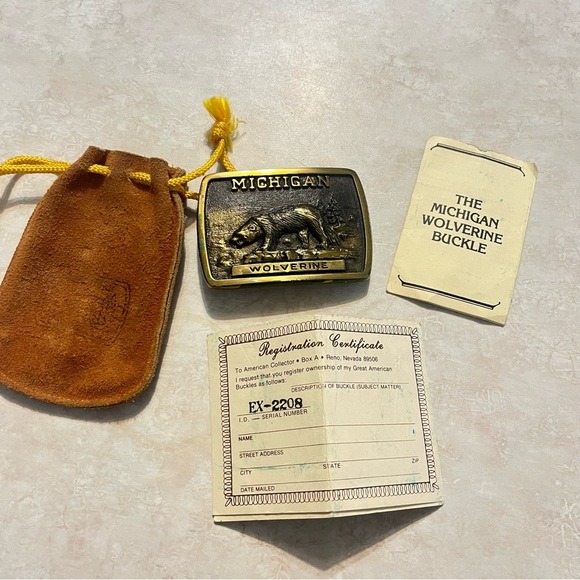 MICHIGAN
WOLVERINE
THE
MICHIGAN
WOLVERINE
BUCKLE
Registration Certificate
To American Collector • Box A • Reno, Nevada 89506
I request that you register ownership of my Great American
Buckles as follows:
DESCRIPTION OF BUCKLE (SUBJECT MATTER)
EX-2208
I.D. — SERIAL NUMBER
NAME
STREET ADDRESS
CITY STATE ZIP
DATE MAILED